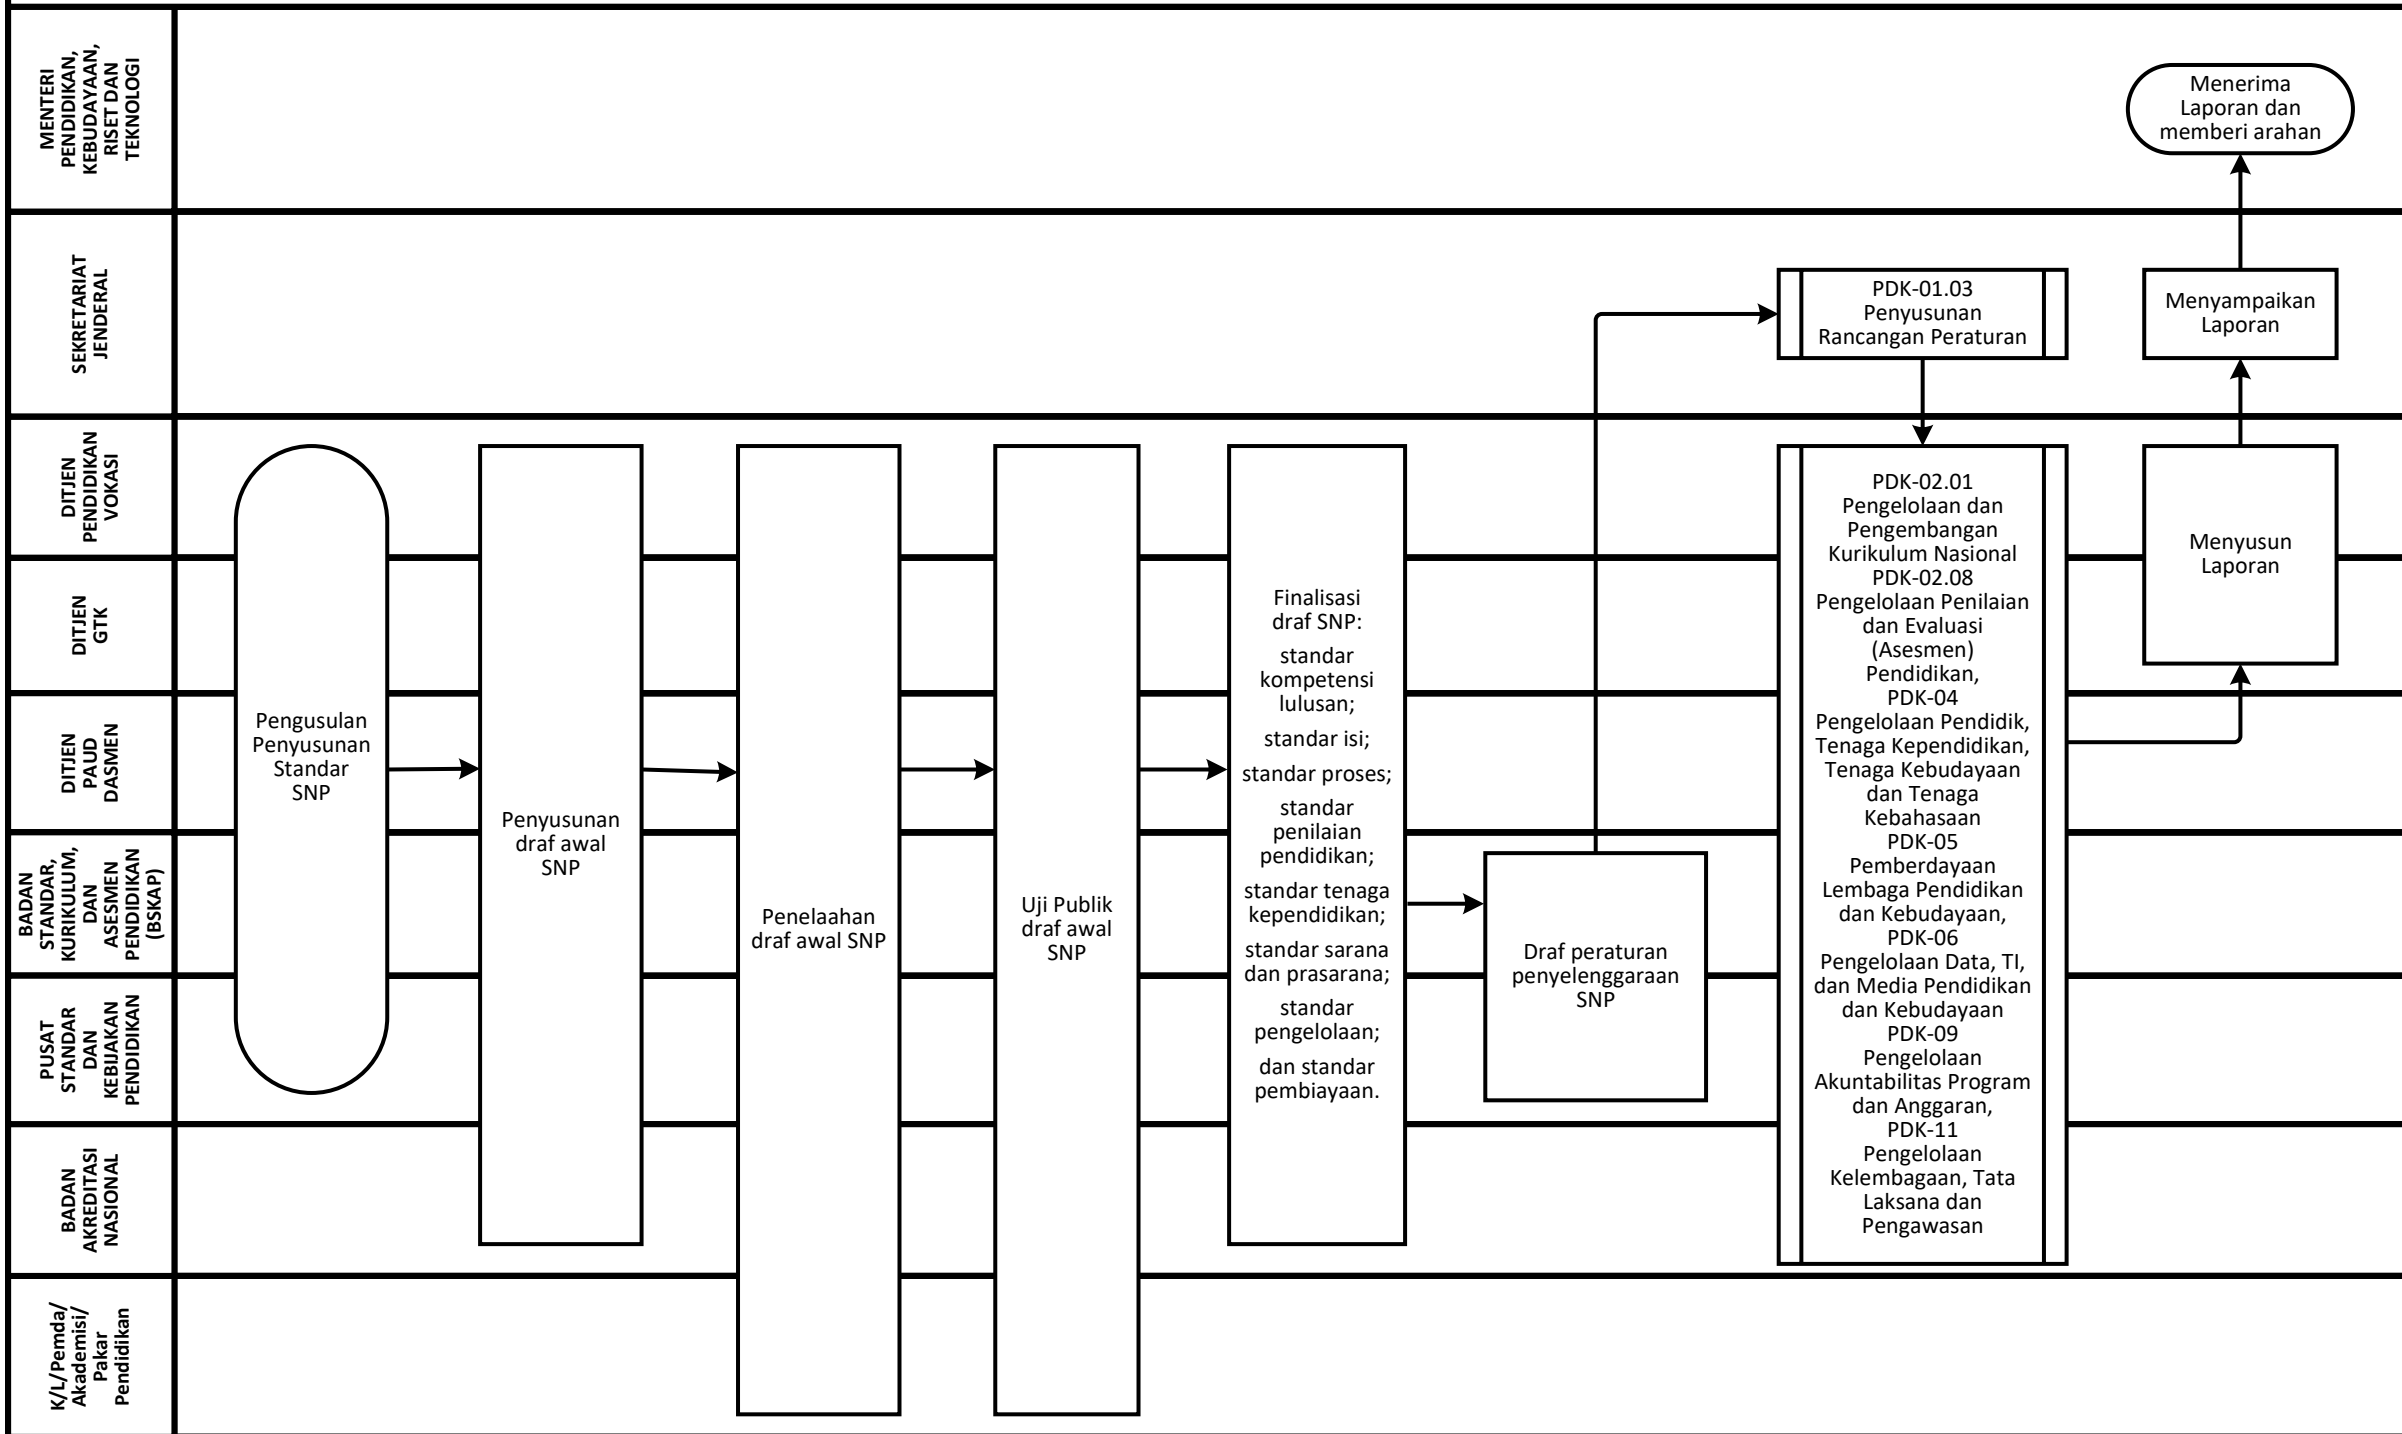 MENTERI
PENDIDIKAN,
KEBUDAYAAN,
RISET DAN
TEKNOLOGI
Menerima
Laporan dan
memberi arahan
SEKRETARIAT
JENDERAL
PDK-01.03
Penyusunan
Rancangan Peraturan
Menyampaikan
Laporan
DITJEN
PENDIDIKAN
VOKASI
DITJEN
GTK
DITJEN
PAUD
DASMEN
BADAN
STANDAR,
KURIKULUM,
DAN
ASESMEN
PENDIDIKAN
(BSKAP)
PUSAT
STANDAR
DAN
KEBIJAKAN
PENDIDIKAN
BADAN
AKREDITASI
NASIONAL
K/L/Pemda/
Akademisi/
Pakar
Pendidikan
Pengusulan
Penyusunan
Standar
SNP
Penyusunan
draf awal
SNP
Penelaahan
draf awal SNP
Uji Publik
draf awal
SNP
Finalisasi
draf SNP:
standar
kompetensi
lulusan;
standar isi;
standar proses;
standar
penilaian
pendidikan;
standar tenaga
kependidikan;
standar sarana
dan prasarana;
standar
pengelolaan;
dan standar
pembiayaan.
Draf peraturan
penyelenggaraan
SNP
PDK-02.01
Pengelolaan dan
Pengembangan
Kurikulum Nasional
PDK-02.08
Pengelolaan Penilaian
dan Evaluasi
(Asesmen)
Pendidikan,
PDK-04
Pengelolaan Pendidik,
Tenaga Kependidikan,
Tenaga Kebudayaan
dan Tenaga
Kebahasaan
PDK-05
Pemberdayaan
Lembaga Pendidikan
dan Kebudayaan,
PDK-06
Pengelolaan Data, TI,
dan Media Pendidikan
dan Kebudayaan
PDK-09
Pengelolaan
Akuntabilitas Program
dan Anggaran,
PDK-11
Pengelolaan
Kelembagaan, Tata
Laksana dan
Pengawasan
Menyusun
Laporan